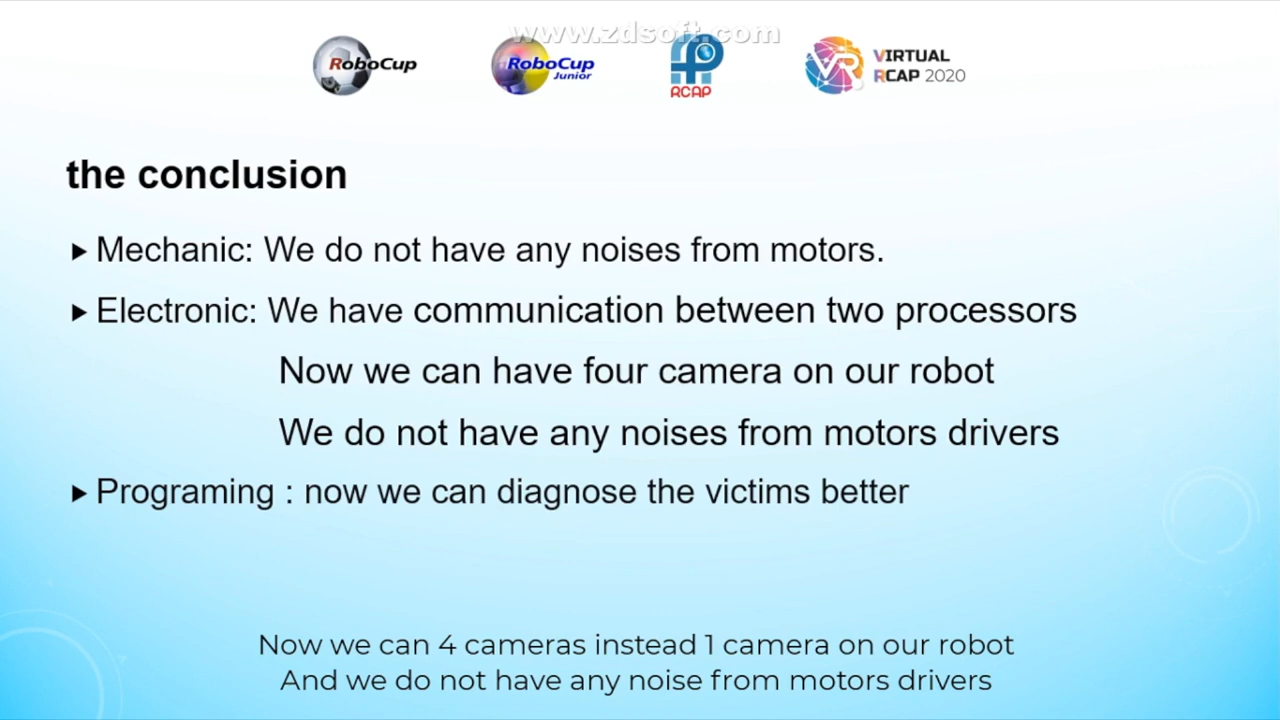 www.zdsoft.com
RoboCup
RoboCup
Junior
RCAP
VR
VIRTUAL
RCAP 2020
the conclusion
Mechanic: We do not have any noises from motors.
Electronic: We have communication between two processors
Now we can have four camera on our robot
We do not have any noises from motors drivers
Programing : now we can diagnose the victims better
Now we can 4 cameras instead 1 camera on our robot
And we do not have any noise from motors drivers